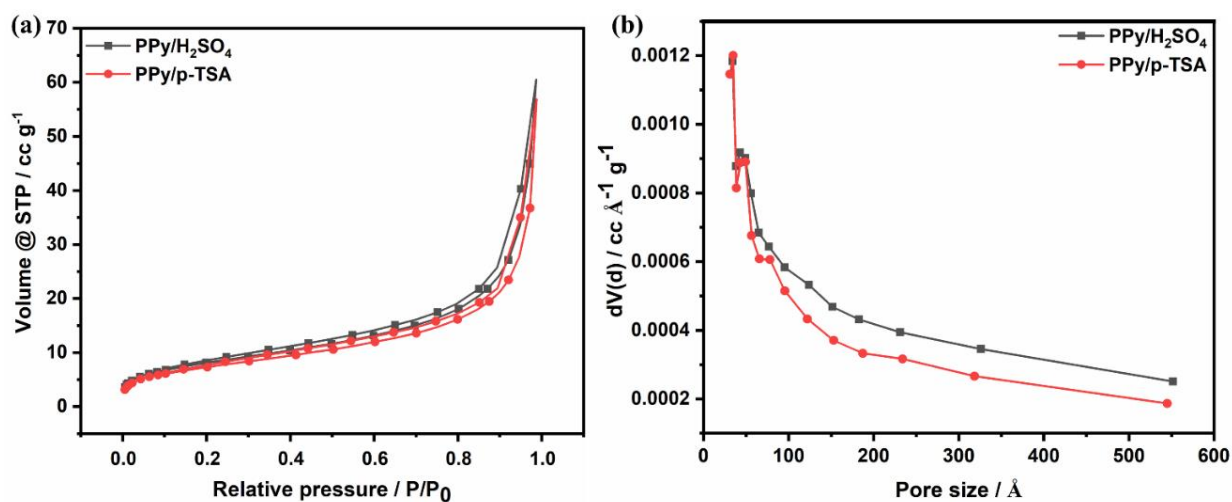 (a)
PPy/H₂SO₄
PPy/p-TSA
Volume @ STP / cc g⁻¹
70
60
50
40
30
20
10
0
0.0 0.2 0.4 0.6 0.8 1.0
Relative pressure / P/P₀
(b)
PPy/H₂SO₄
PPy/p-TSA
dV(d) / cc Å⁻¹ g⁻¹
0.0012
0.0010
0.0008
0.0006
0.0004
0.0002
0 100 200 300 400 500 600
Pore size / Å